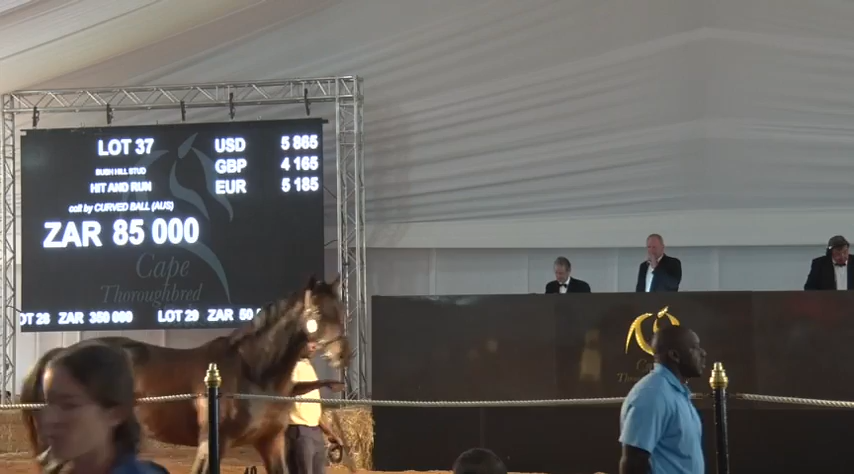 LOT 37
USD 5 865
BUSH HILL STUD
GBP 4 165
HIT AND RUN
EUR 5 185
colt by CURVED BALL (AUS)
ZAR 85 000
Cape
Thoroughbred
LOT 28 ZAR 350 000 LOT 29 ZAR 50